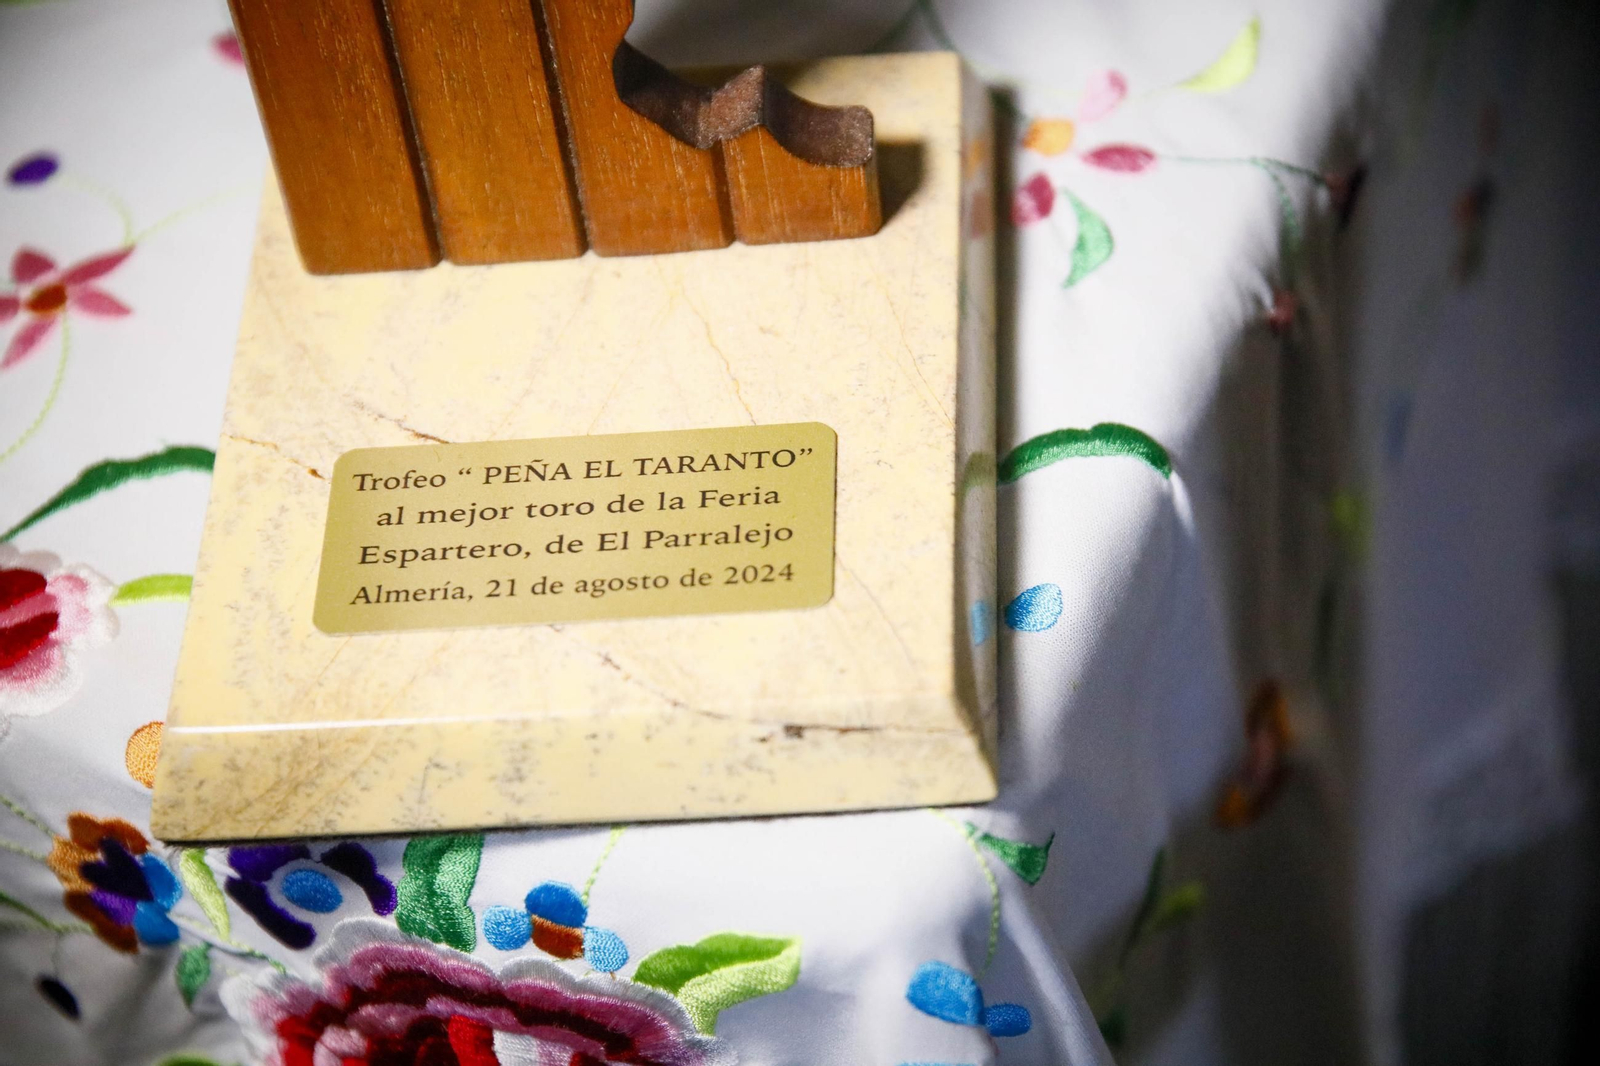 Trofeo “ PEÑA EL TARANTO”
al mejor toro de la Feria
Espartero, de El Parralejo
Almería, 21 de agosto de 2024